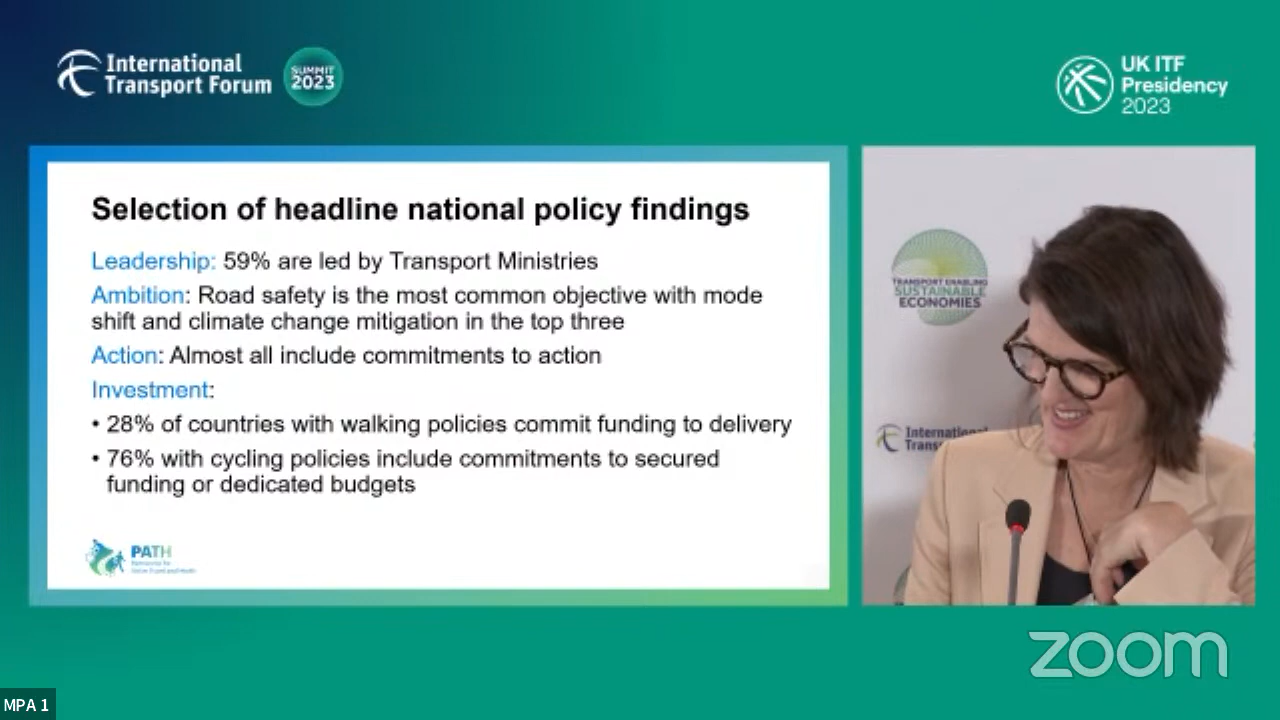 International
Transport Forum
SUMMIT
2023
UK ITF
Presidency
2023
Selection of headline national policy findings
Leadership: 59% are led by Transport Ministries
Ambition: Road safety is the most common objective with mode
shift and climate change mitigation in the top three
Action: Almost all include commitments to action
Investment:
• 28% of countries with walking policies commit funding to delivery
• 76% with cycling policies include commitments to secured
funding or dedicated budgets
PATH
TRANSPORT ENABLING
SUSTAINABLE
ECONOMIES
International
Trans
zoom
MPA 1